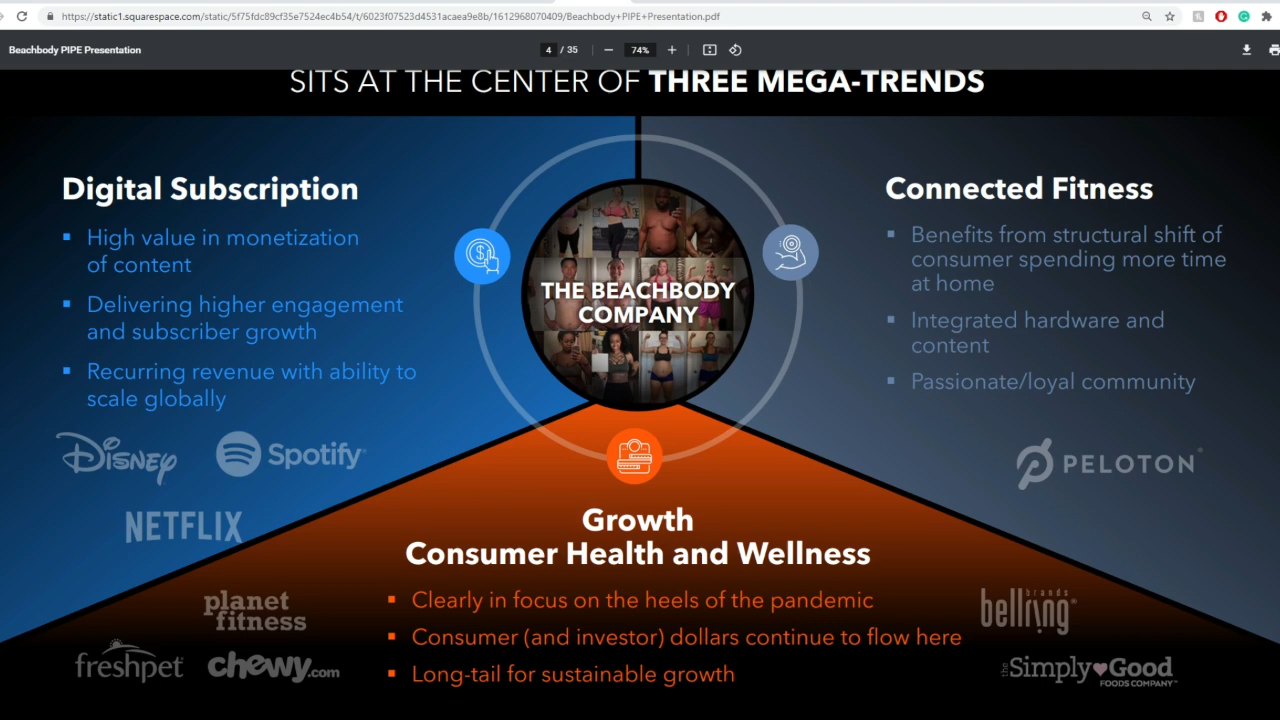 https://static1.squarespace.com/static/5f75fdc89cf35e7524ec4b54/t/6023f07523d4531acaea9e8b/1612968070409/Beachbody+PIPE+Presentation.pdf
Beachbody PIPE Presentation
4 / 35
74%
SITS AT THE CENTER OF THREE MEGA-TRENDS
Digital Subscription
▪ High value in monetization
of content
▪ Delivering higher engagement
and subscriber growth
▪ Recurring revenue with ability to
scale globally
DISNEY
Spotify
NETFLIX
THE BEACHBODY
COMPANY
Connected Fitness
▪ Benefits from structural shift of
consumer spending more time
at home
▪ Integrated hardware and
content
▪ Passionate/loyal community
PELOTON
Growth
Consumer Health and Wellness
▪ Clearly in focus on the heels of the pandemic
▪ Consumer (and investor) dollars continue to flow here
▪ Long-tail for sustainable growth
planet
fitness
freshpet
chewy.com
brands
bellring®
the Simply Good
FOODS COMPANY™